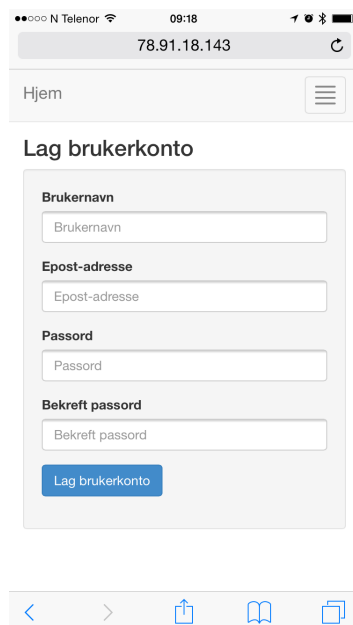 N Telenor 09:18
78.91.18.143
Hjem
Lag brukerkonto
Brukernavn
Brukernavn
Epost-adresse
Epost-adresse
Passord
Passord
Bekreft passord
Bekreft passord
Lag brukerkonto